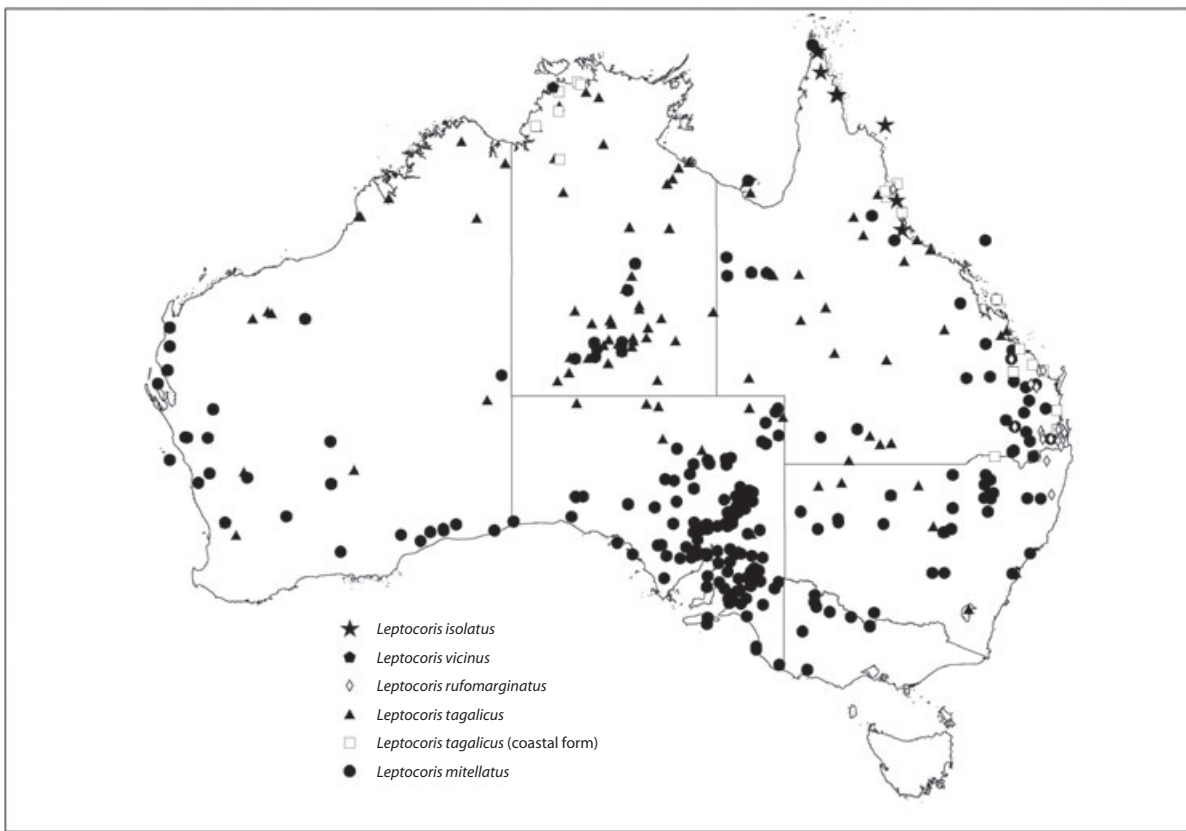 Leptocoris isolatus
Leptocoris vicinus
Leptocoris rufomarginatus
Leptocoris tagalicus
Leptocoris tagalicus (coastal form)
Leptocoris mitellatus